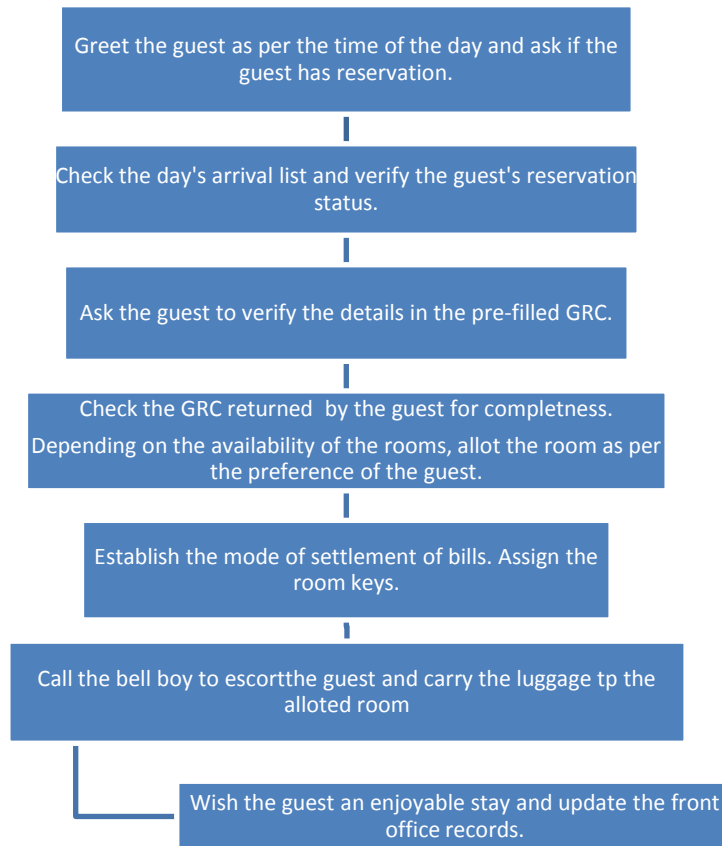 Greet the guest as per the time of the day and ask if the
guest has reservation.
Check the day's arrival list and verify the guest's reservation
status.
Ask the guest to verify the details in the pre-filled GRC.
Check the GRC returned  by the guest for completness.
Depending on the availability of the rooms, allot the room as per
the preference of the guest.
Establish the mode of settlement of bills. Assign the
room keys.
Call the bell boy to escortthe guest and carry the luggage tp the
alloted room
Wish the guest an enjoyable stay and update the front
office records.